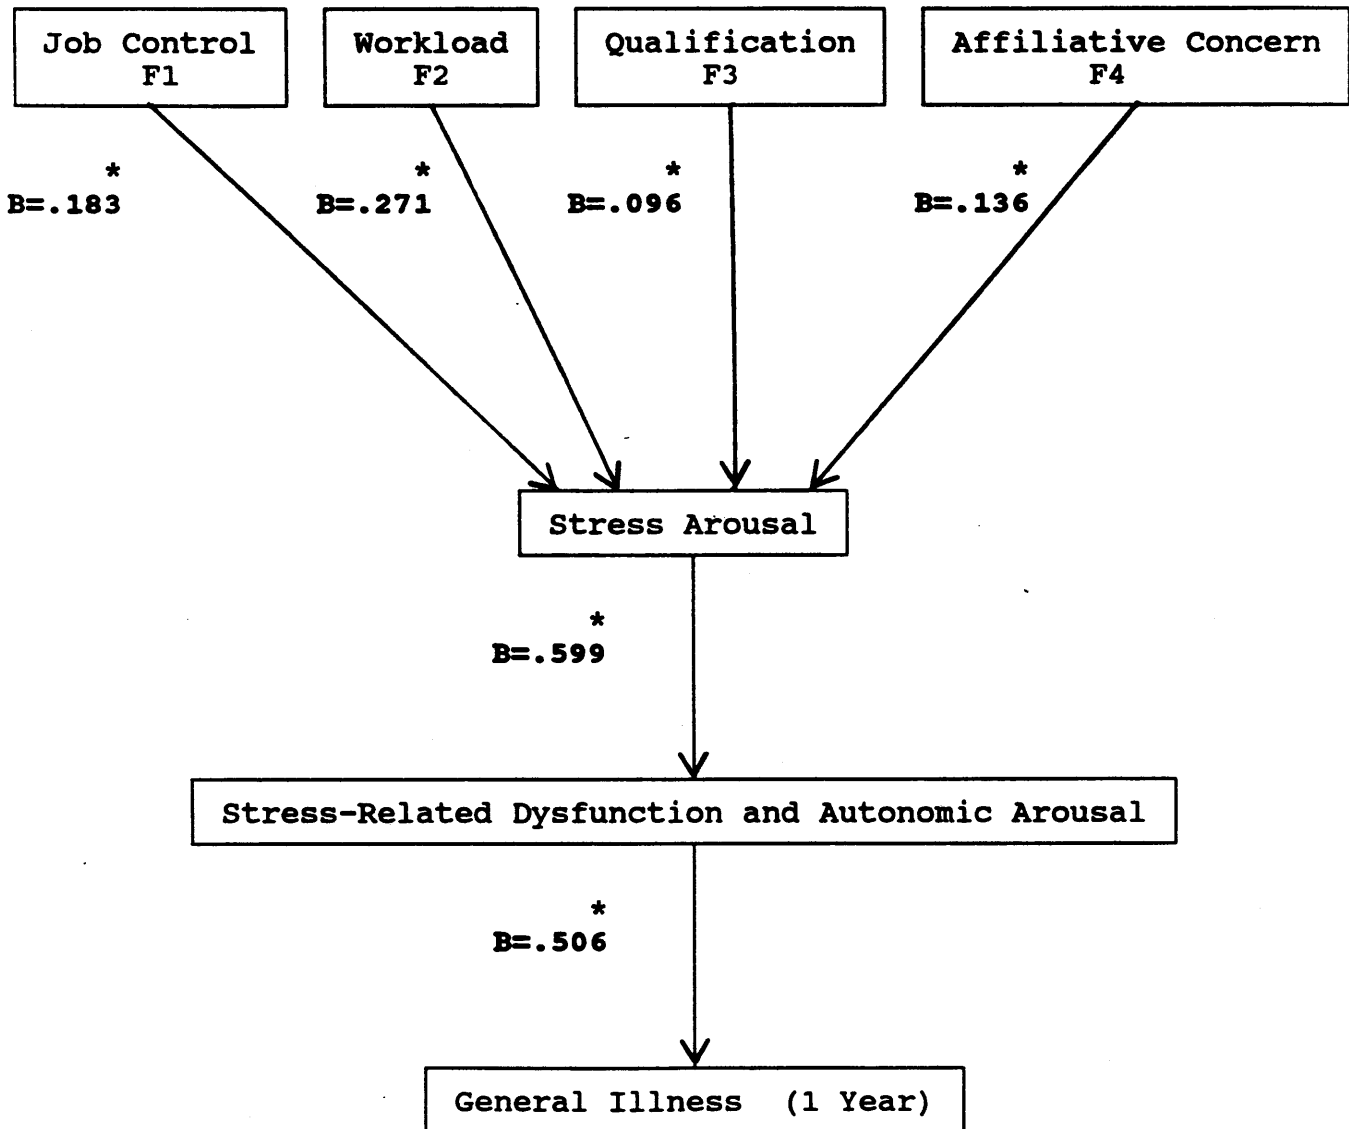 Job Control
F1
Workload
F2
Qualification
F3
Affiliative Concern
F4
*
B=.183
*
B=.271
*
B=.096
*
B=.136
Stress Arousal
*
B=.599
Stress-Related Dysfunction and Autonomic Arousal
*
B=.506
General Illness (1 Year)